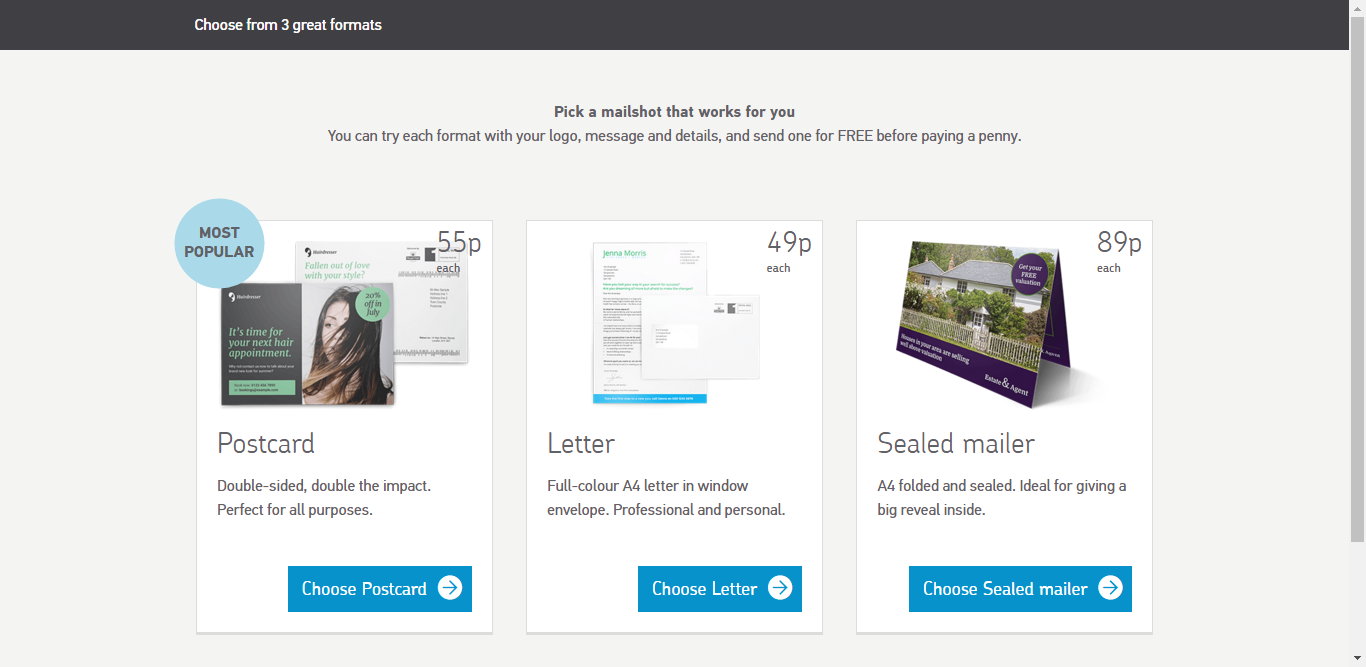 Choose from 3 great formats
Pick a mailshot that works for you
You can try each format with your logo, message and details, and send one for FREE before paying a penny.
MOST
POPULAR
55p
each
Hairdresser
Fallen out of love
with your style?
Hairdresser
20%
off in
July
It's time for
your next hair
appointment.
Postcard
Double-sided, double the impact.
Perfect for all purposes.
Choose Postcard
49p
each
Jenna Morris
Letter
Full-colour A4 letter in window
envelope. Professional and personal.
Choose Letter
89p
each
Get your
FREE
valuation
Houses in your area are selling
well above valuation
Estate & Agent
Sealed mailer
A4 folded and sealed. Ideal for giving a
big reveal inside.
Choose Sealed mailer